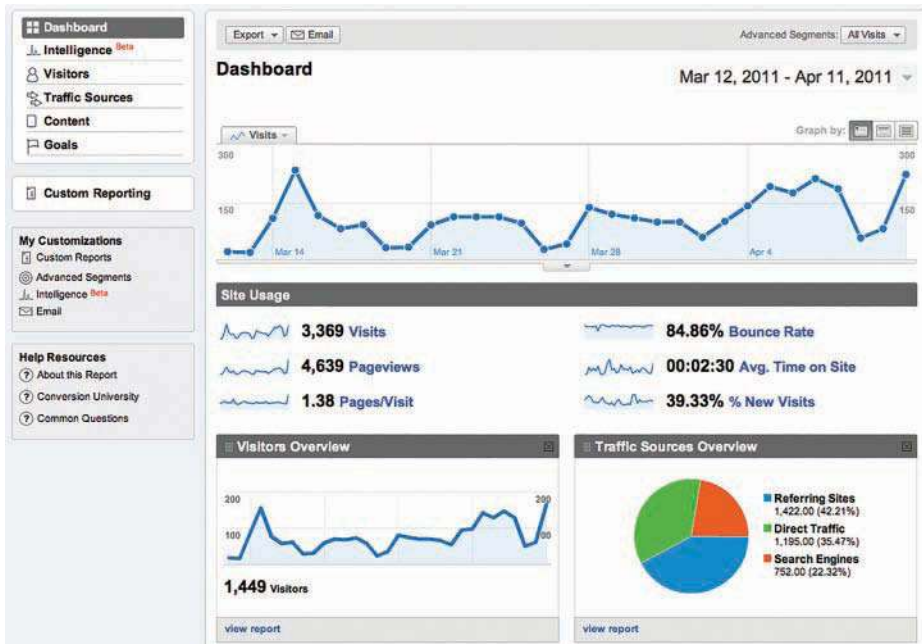 Dashboard
Intelligence Beta
Visitors
Traffic Sources
Content
Goals
Custom Reporting
My Customizations
Custom Reports
Advanced Segments
Intelligence Beta
Email
Help Resources
About this Report
Conversion University
Common Questions
Export Email
Advanced Segments: All Visits
Dashboard
Mar 12, 2011 - Apr 11, 2011
Visits
Graph by:
300 300
150 150
Mar 14 Mar 21 Mar 28 Apr 4
Site Usage
3,369 Visits
84.86% Bounce Rate
4,639 Pageviews
00:02:30 Avg. Time on Site
1.38 Pages/Visit
39.33% % New Visits
Visitors Overview
200 200
100 100
1,449 Visitors
view report
Traffic Sources Overview
Referring Sites
1,422.00 (42.21%)
Direct Traffic
1,195.00 (35.47%)
Search Engines
752.00 (22.32%)
view report